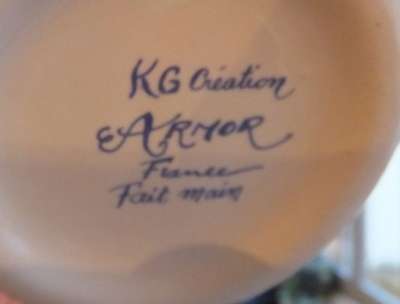 KG Création
ARMOR
France
Fait main